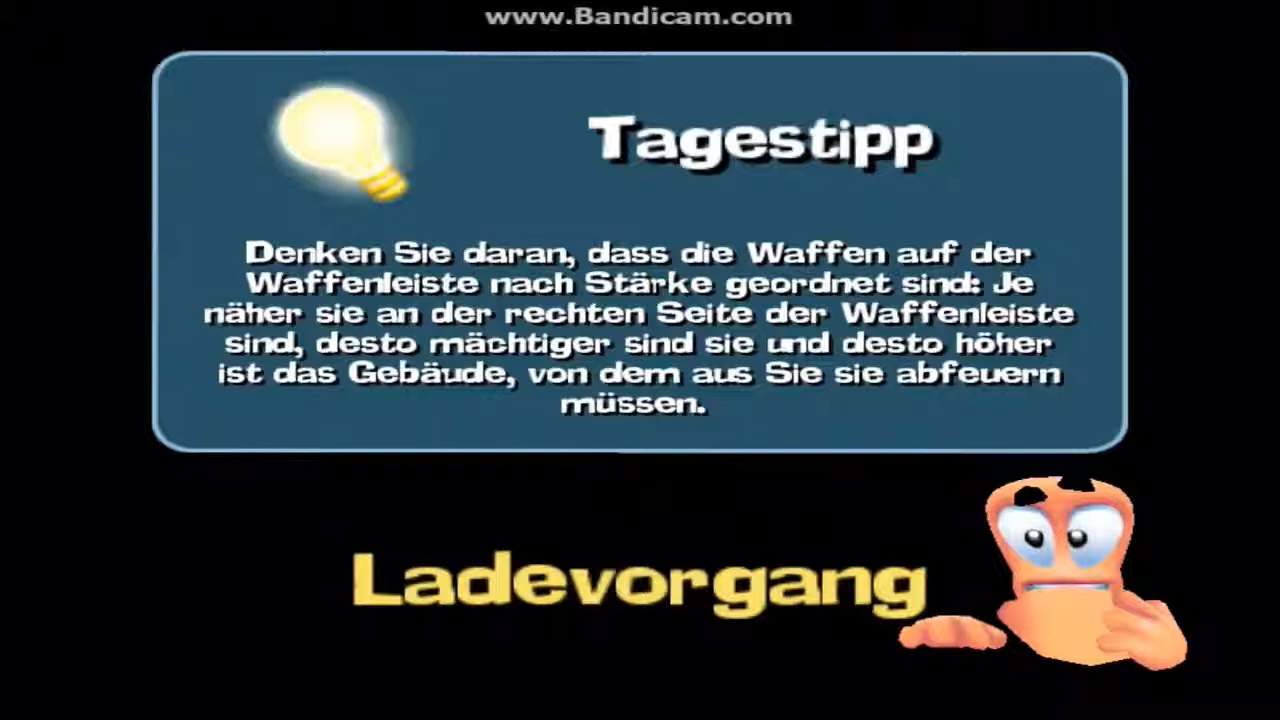 www.Bandicam.com
Tagestipp
Denken Sie daran, dass die Waffen auf der
Waffenleiste nach Stärke geordnet sind: Je
näher sie an der rechten Seite der Waffenleiste
sind, desto mächtiger sind sie und desto höher
ist das Gebäude, von dem aus Sie sie abfeuern
müssen.
Ladevorgang